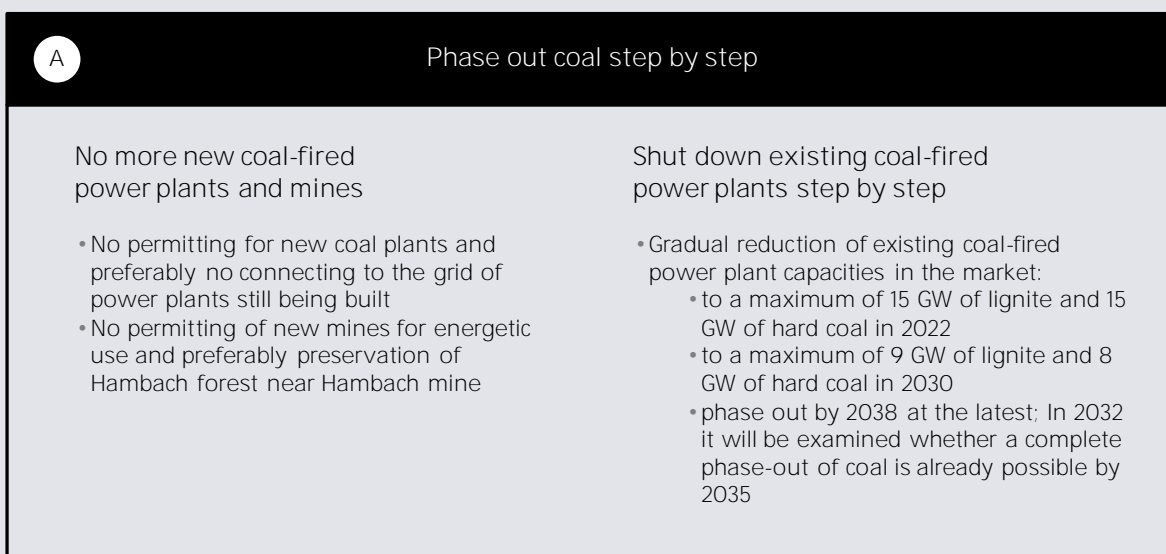 A
Phase out coal step by step
No more new coal-fired
power plants and mines
•No permitting for new coal plants and
preferably no connecting to the grid of
power plants still being built
•No permitting of new mines for energetic
use and preferably preservation of
Hambach forest near Hambach mine
Shut down existing coal-fired
power plants step by step
•Gradual reduction of existing coal-fired
power plant capacities in the market:
•to a maximum of 15 GW of lignite and 15
GW of hard coal in 2022
•to a maximum of 9 GW of lignite and 8
GW of hard coal in 2030
•phase out by 2038 at the latest; In 2032
it will be examined whether a complete
phase-out of coal is already possible by
2035